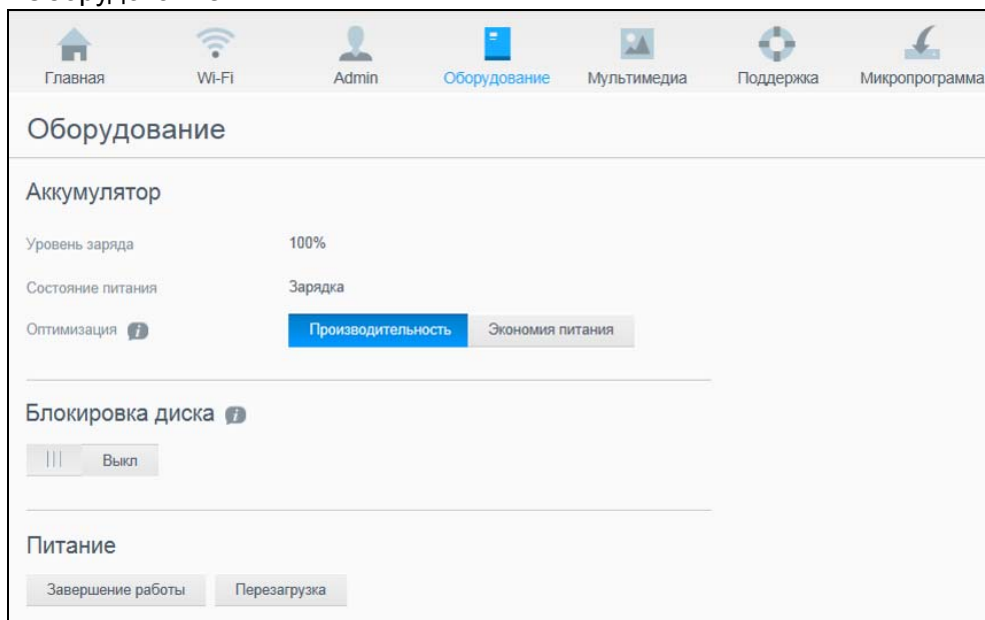 Главная Wi-Fi Admin Оборудование Мультимедиа Поддержка Микропрограмма
Оборудование
Аккумулятор
Уровень заряда 100%
Состояние питания Зарядка
Оптимизация i Производительность Экономия питания
Блокировка диска i
Выкл
Питание
Завершение работы Перезагрузка